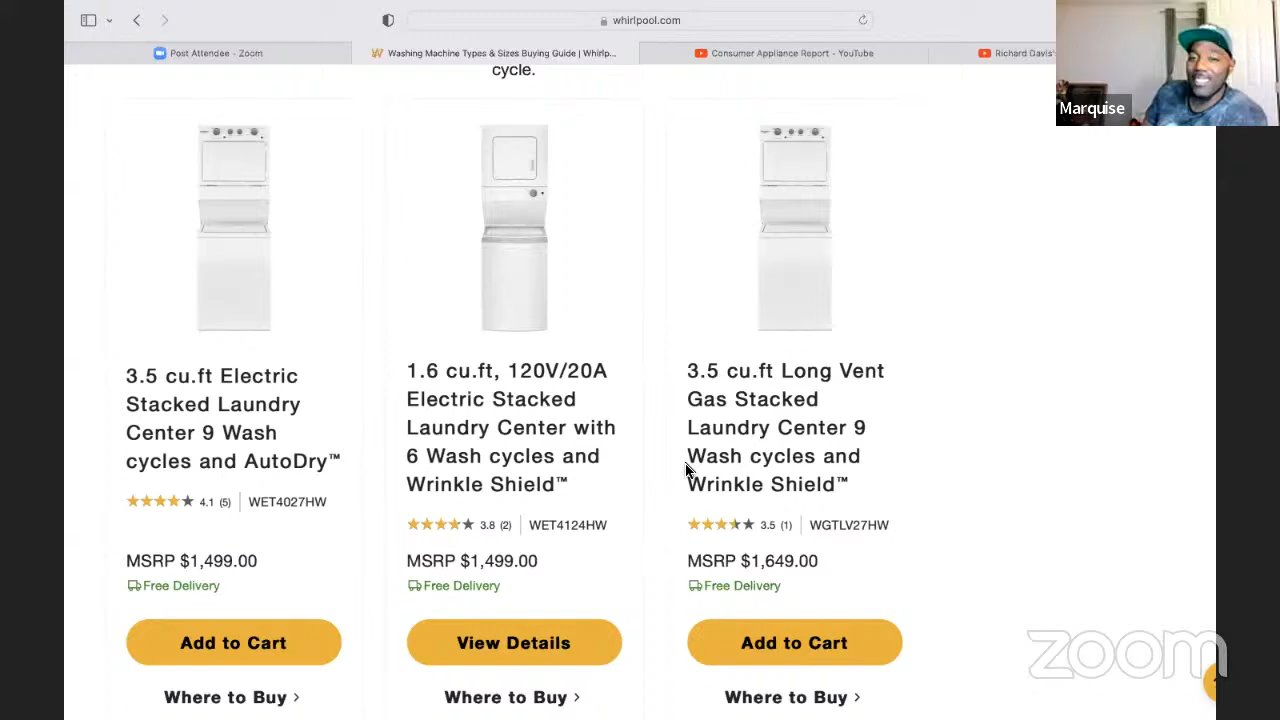 whirlpool.com
Post Attendee - Zoom
Washing Machine Types & Sizes Buying Guide | Whirlp...
Consumer Appliance Report - YouTube
Richard Davis'
Marquise
cycle.
3.5 cu.ft Electric
Stacked Laundry
Center 9 Wash
cycles and AutoDry™
4.1 (5) WET4027HW
MSRP $1,499.00
Free Delivery
Add to Cart
Where to Buy >
1.6 cu.ft, 120V/20A
Electric Stacked
Laundry Center with
6 Wash cycles and
Wrinkle Shield™
3.8 (2) WET4124HW
MSRP $1,499.00
Free Delivery
View Details
Where to Buy >
3.5 cu.ft Long Vent
Gas Stacked
Laundry Center 9
Wash cycles and
Wrinkle Shield™
3.5 (1) WGTLV27HW
MSRP $1,649.00
Free Delivery
Add to Cart
Where to Buy >
zoom